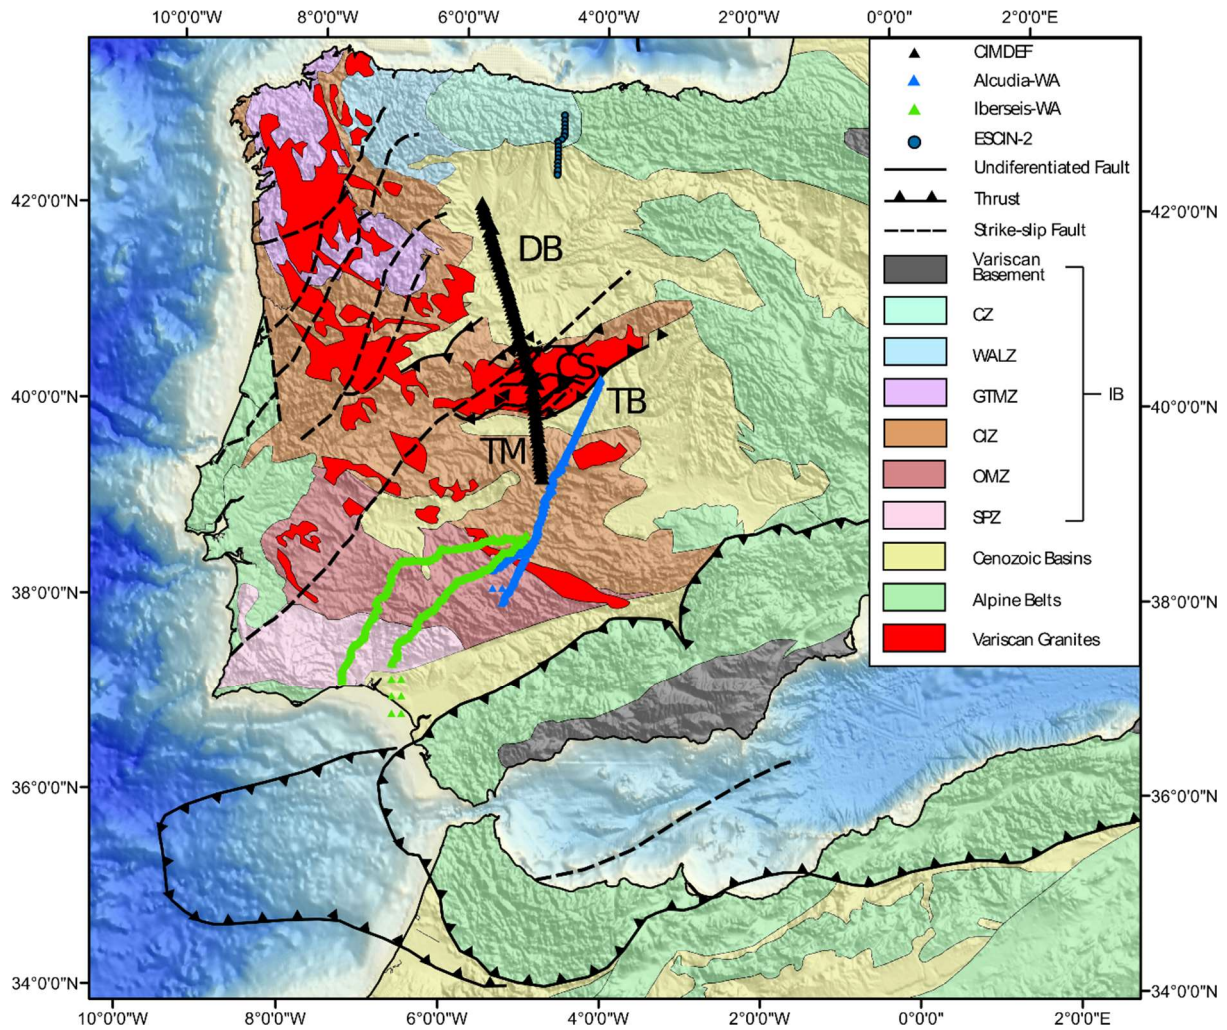 10°0'0"W 8°0'0"W 6°0'0"W 4°0'0"W 2°0'0"W 0°0'0" 2°0'0"E
CIMDEF
Alcudia-WA
Iberseis-WA
ESCIN-2
Undiferentiated Fault
Thrust
Strike-slip Fault
Variscan
Basement
CZ
WALZ
GTMZ
CIZ
OMZ
SPZ
IB
Cenozoic Basins
Alpine Belts
Variscan Granites
42°0'0"N
40°0'0"N
38°0'0"N
36°0'0"N
34°0'0"N
DB
CS
TB
TM
42°0'0"N
40°0'0"N
38°0'0"N
36°0'0"N
34°0'0"N
10°0'0"W 8°0'0"W 6°0'0"W 4°0'0"W 2°0'0"W 0°0'0" 2°0'0"E